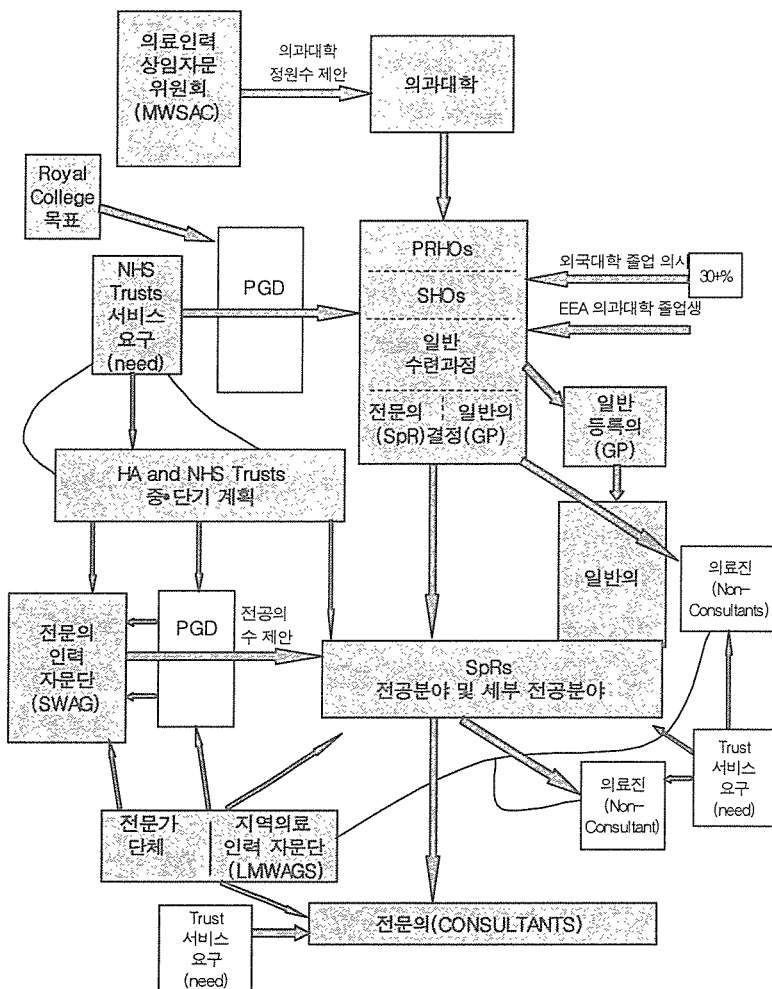 의료인력
상임자문
위원회
(MWSAC)
의과대학
정원수 제안
의과대학
Royal
College
목표
PGD
NHS
Trusts
서비스
요구
(need)
PRHOs
SHOs
일반
수련과정
전문의 일반의
(SpR)결정(GP)
외국대학 졸업 의사
30+%
EEA 의과대학 졸업생
일반
등록의
(GP)
HA and NHS Trusts
중•단기 계획
일반의
의료진
(Non-
Consultants)
전문의
인력
자문단
(SWAG)
PGD
전공의
수 제안
SpRs
전공분야 및 세부 전공분야
Trust
서비스
요구
(need)
의료진
(Non-
Consultant)
전문가
단체
지역의료
인력 자문단
(LMWAGS)
전문의(CONSULTANTS)
Trust
서비스
요구
(need)